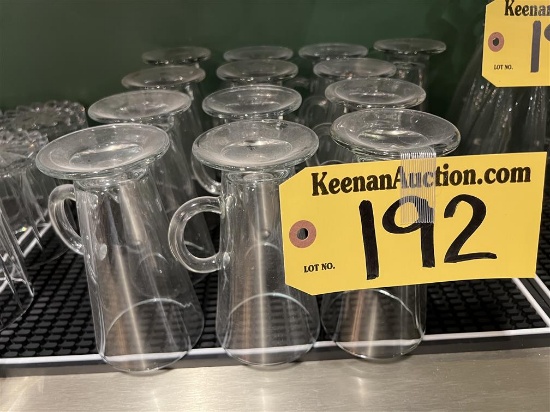 Keenan
LOT NO.
KeenanAuction.com
192
LOT NO.